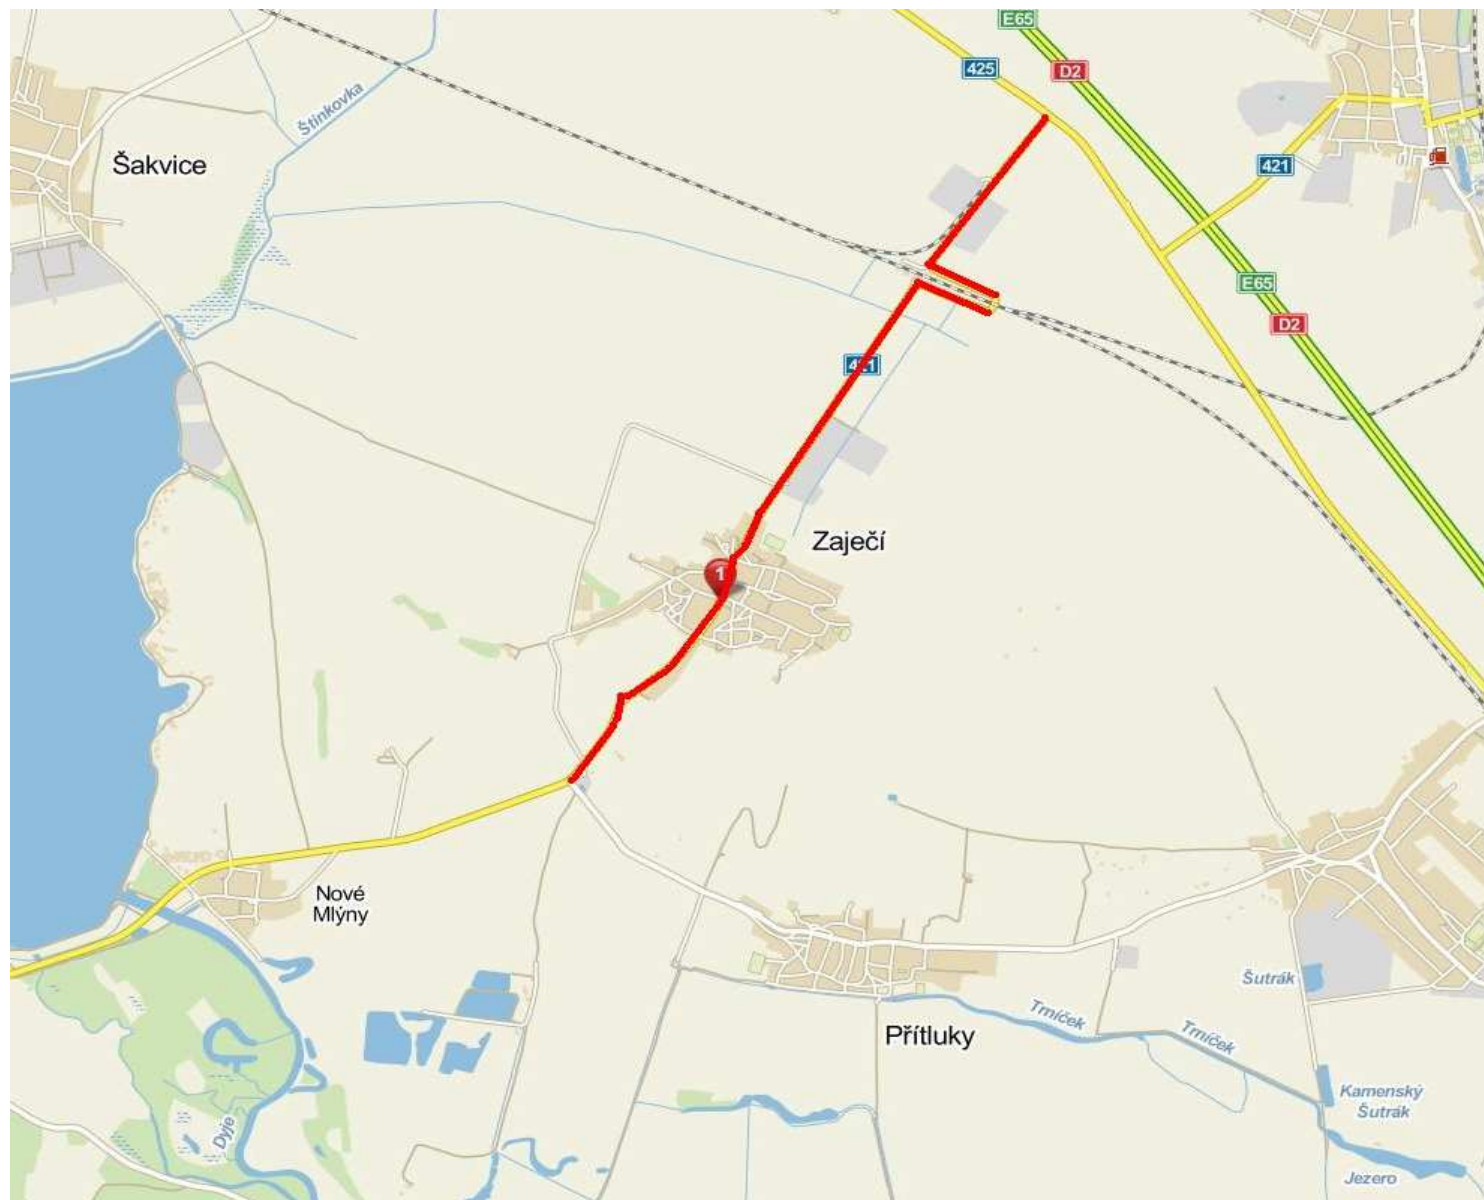 E65
425
D2
Štinkovka
Šakvice
421
E65
D2
421
Zaječí
1
Nové
Mlýny
Šutrák
Trníček
Trníček
Přítluky
Kamenský
Šutrák
Dyje
Jezero